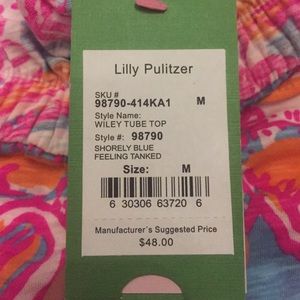 Lilly Pulitzer
SKU #
98790-414KA1 M
Style Name:
WILEY TUBE TOP
Style #: 98790
SHORELY BLUE
FEELING TANKED
Size: M
6 30306 63720 6
Manufacturer's Suggested Price
$48.00